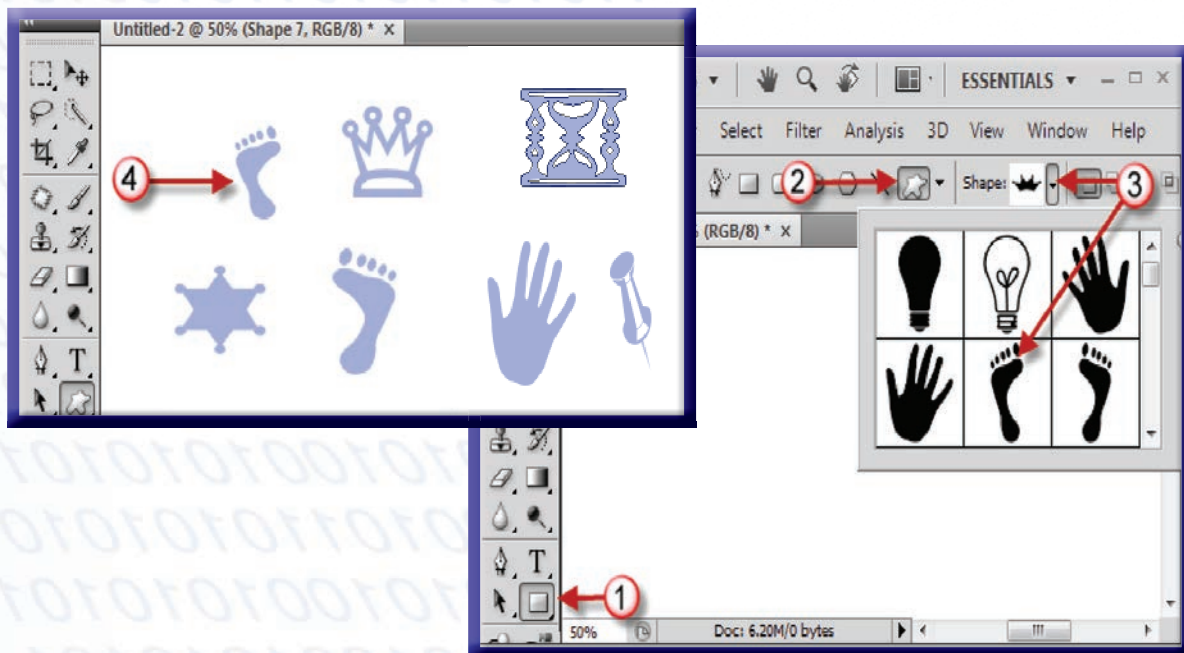 Untitled-2 @ 50% (Shape 7, RGB/8) * x
T
4
ESSENTIALS
Select Filter Analysis 3D View Window Help
2
Shape:
3
(RGB/8) * x
T
1
50% Doc: 6.20M/0 bytes